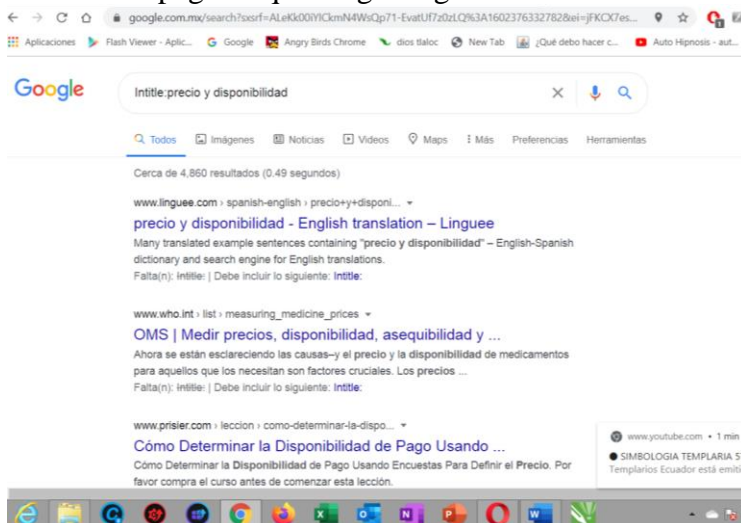 google.com.mx/search?sxsrf=ALeKk00iYlCkmN4WsQp71-EvatUf7z0zLQ%3A1602376332782&ei=jFKCX7es...
Aplicaciones Flash Viewer - Aplic... Google Angry Birds Chrome dios tlaloc New Tab ¿Qué debo hacer c... Auto Hipnosis - aut...
Google
Intitle:precio y disponibilidad
Todos Imágenes Noticias Videos Maps Más Preferencias Herramientas
Cerca de 4,860 resultados (0.49 segundos)
www.linguee.com › spanish-english › precio+y+disponi...
precio y disponibilidad - English translation – Linguee
Many translated example sentences containing "precio y disponibilidad" – English-Spanish
dictionary and search engine for English translations.
Falta(n): Intitle: | Debe incluir lo siguiente: Intitle:
www.who.int › list › measuring_medicine_prices
OMS | Medir precios, disponibilidad, asequibilidad y ...
Ahora se están esclareciendo las causas–y el precio y la disponibilidad de medicamentos
para aquellos que los necesitan son factores cruciales. Los precios ...
Falta(n): Intitle: | Debe incluir lo siguiente: Intitle:
www.prisier.com › leccion › como-determinar-la-dispo...
Cómo Determinar la Disponibilidad de Pago Usando ...
Cómo Determinar la Disponibilidad de Pago Usando Encuestas Para Definir el Precio. Por
favor compra el curso antes de comenzar esta lección.
www.youtube.com • 1 min
SIMBOLOGIA TEMPLARIA S
Templarios Ecuador está emiti